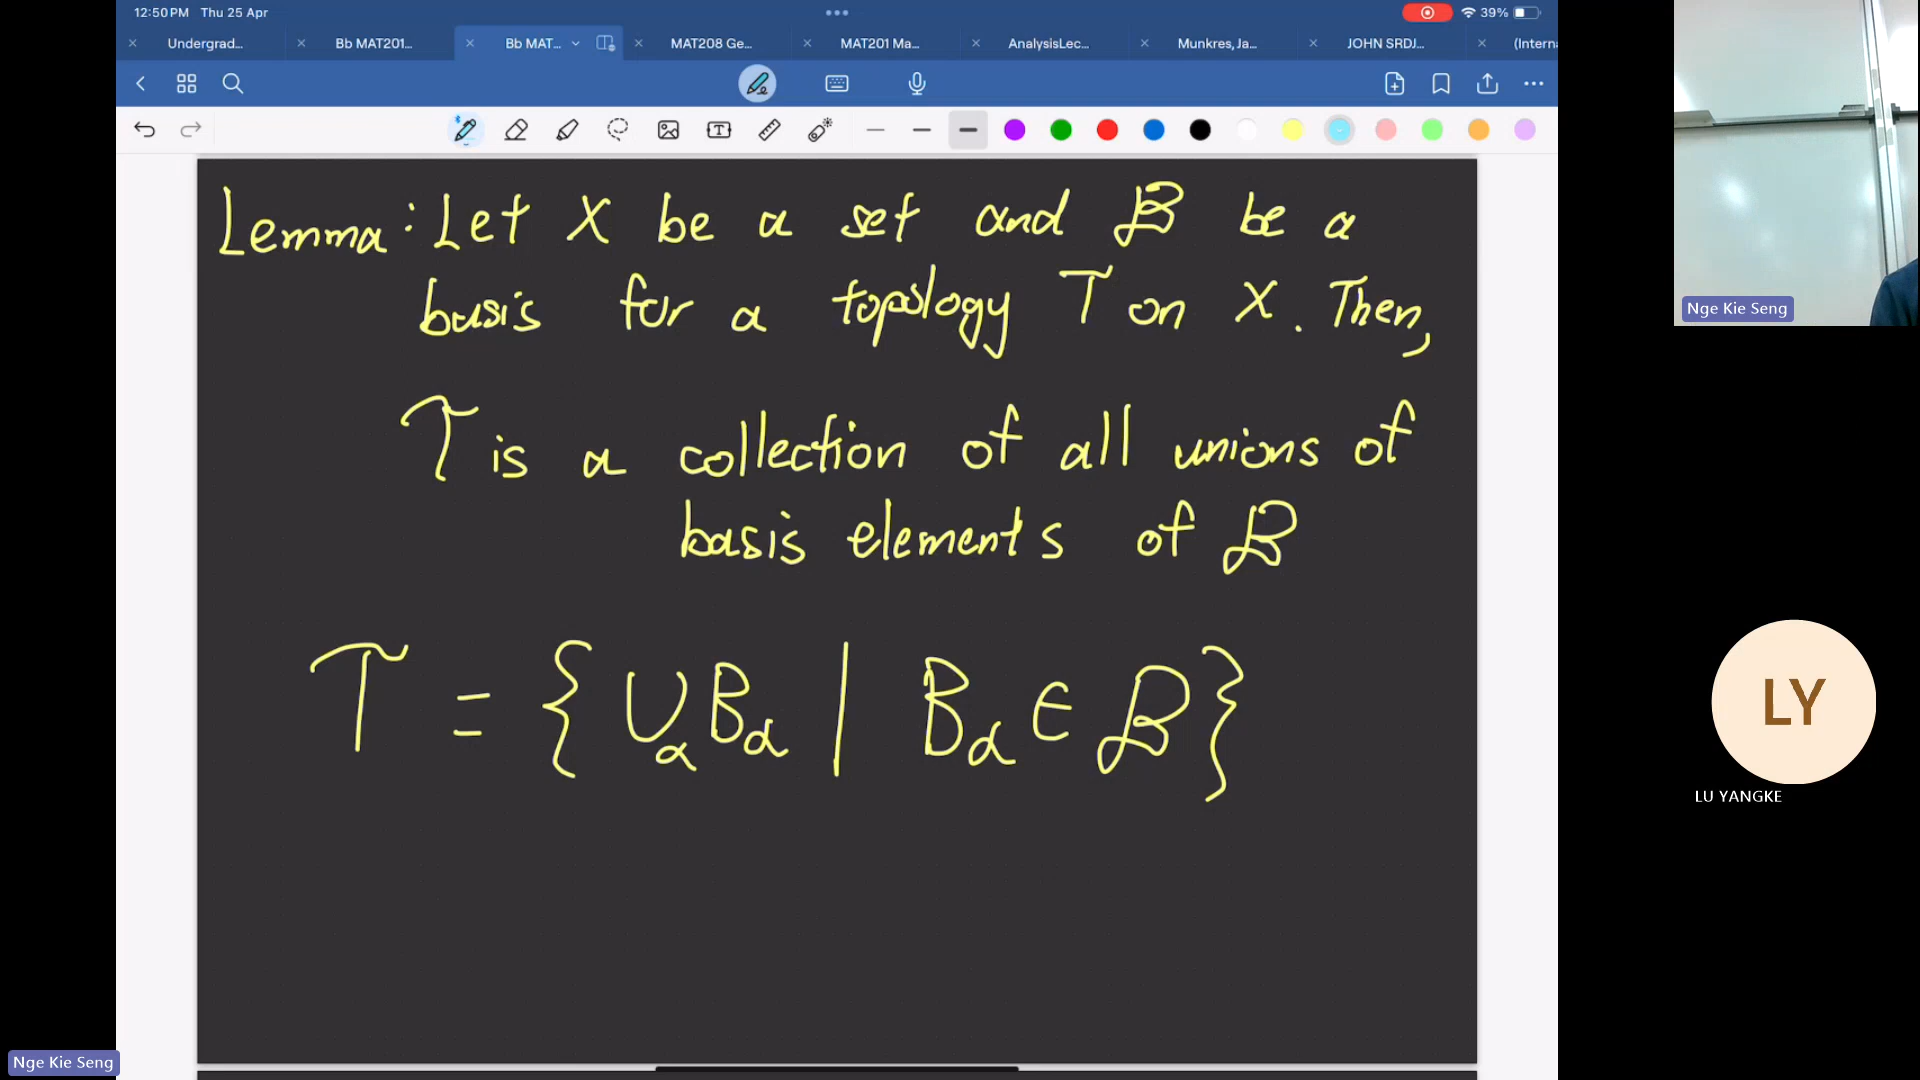 12:50 PM Thu 25 Apr
39%
Undergrad...
Bb MAT201...
Bb MAT...
MAT208 Ge...
MAT201 Ma...
AnalysisLec...
Munkres, Ja...
JOHN SRDJ...
(Intern
Lemma: Let X be a set and ℬ be a
basis for a topology T on X. Then,
T is a collection of all unions of
basis elements of ℬ
T = { ∪_α B_α | B_α ∈ ℬ }
Nge Kie Seng
LY
LU YANGKE
Nge Kie Seng